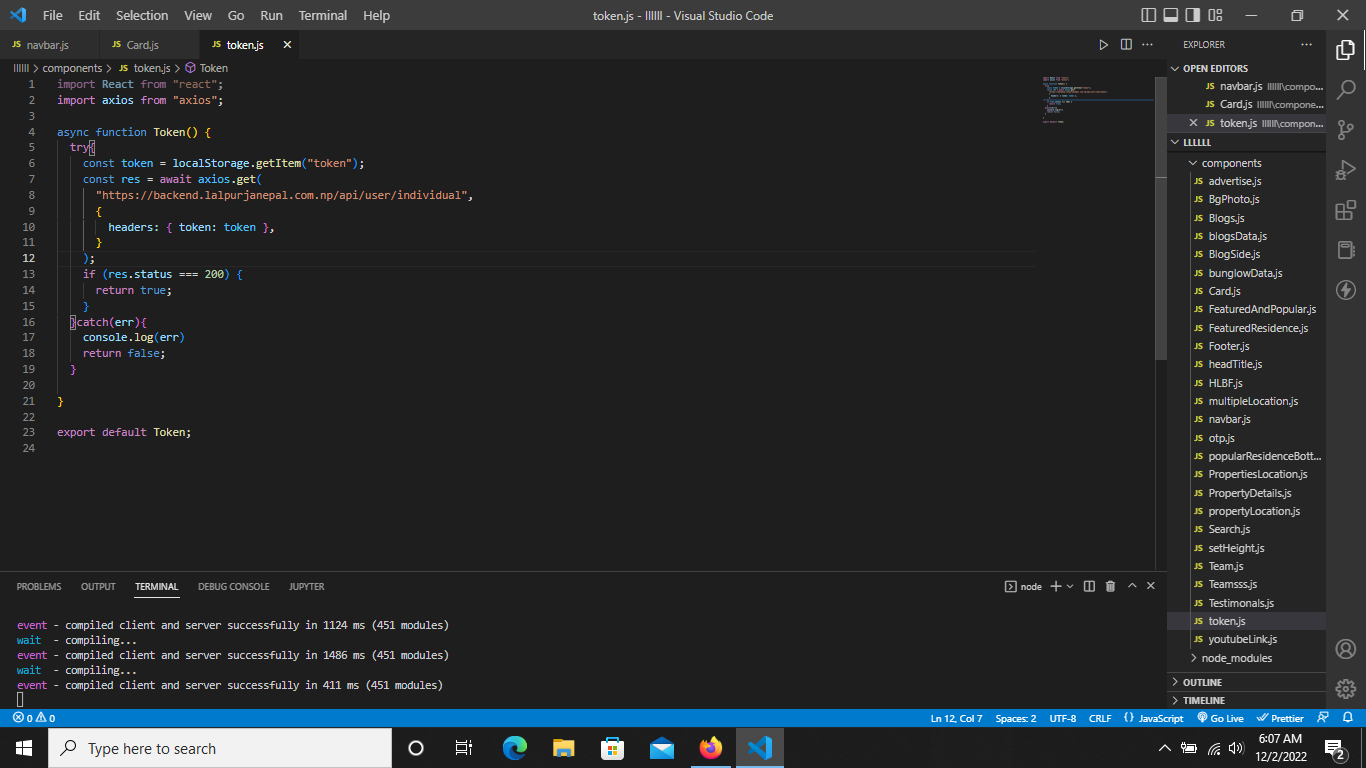 File Edit Selection View Go Run Terminal Help
token.js - llllll - Visual Studio Code
JS navbar.js
JS Card.js
JS token.js
llllll > components > JS token.js > Token
1 import React from "react";
2 import axios from "axios";
3
4 async function Token() {
5 try{
6 const token = localStorage.getItem("token");
7 const res = await axios.get(
8 "https://backend.lalpurjanepal.com.np/api/user/individual",
9 {
10 headers: { token: token },
11 }
12 );
13 if (res.status === 200) {
14 return true;
15 }
16 }catch(err){
17 console.log(err)
18 return false;
19 }
20
21 }
22
23 export default Token;
24
PROBLEMS OUTPUT TERMINAL DEBUG CONSOLE JUPYTER
node
event - compiled client and server successfully in 1124 ms (451 modules)
wait - compiling...
event - compiled client and server successfully in 1486 ms (451 modules)
wait - compiling...
event - compiled client and server successfully in 411 ms (451 modules)
EXPLORER
OPEN EDITORS
JS navbar.js llllll\compo...
JS Card.js llllll\compone...
JS token.js llllll\compon...
LLLLLL
components
JS advertise.js
JS BgPhoto.js
JS Blogs.js
JS blogsData.js
JS BlogSide.js
JS bunglowData.js
JS Card.js
JS FeaturedAndPopular.js
JS FeaturedResidence.js
JS Footer.js
JS headTitle.js
JS HLBF.js
JS multipleLocation.js
JS navbar.js
JS otp.js
JS popularResidenceBott...
JS PropertiesLocation.js
JS PropertyDetails.js
JS propertyLocation.js
JS Search.js
JS setHeight.js
JS Team.js
JS Teamsss.js
JS Testimonals.js
JS token.js
JS youtubeLink.js
node_modules
OUTLINE
TIMELINE
0 0
Ln 12, Col 7 Spaces: 2 UTF-8 CRLF {} JavaScript Go Live Prettier
Type here to search
6:07 AM
12/2/2022
2